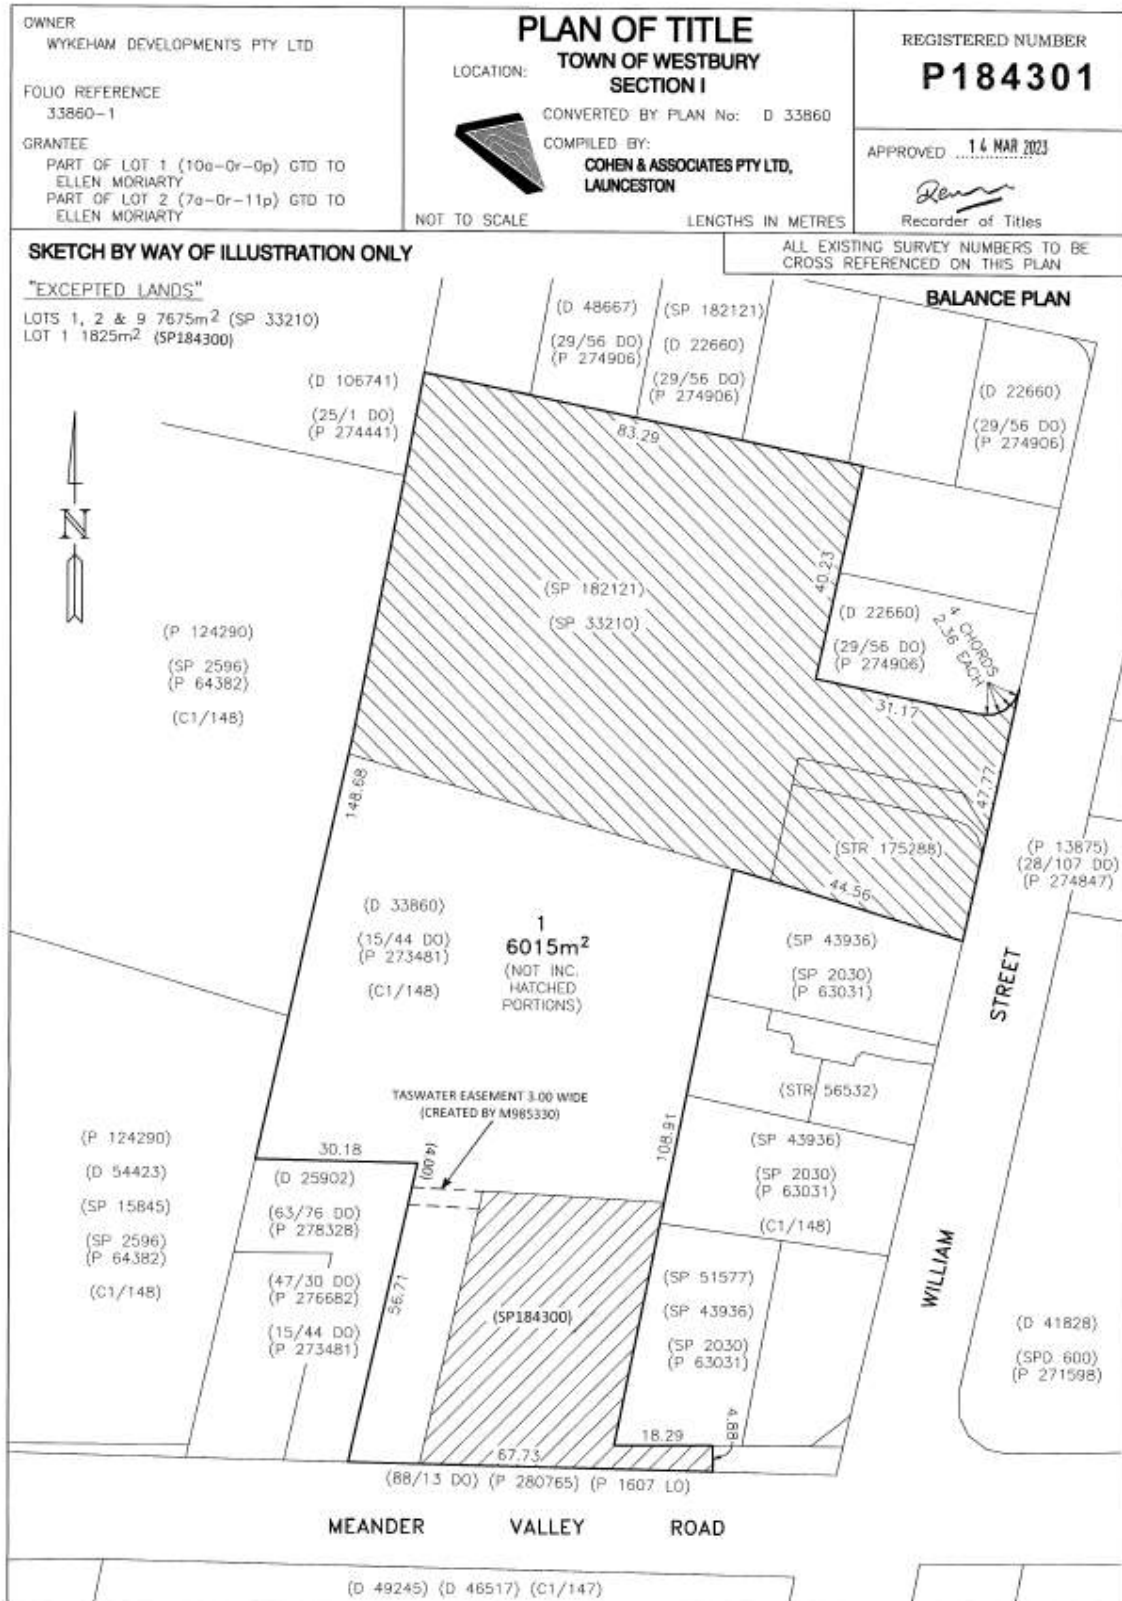 OWNER
WYKEHAM DEVELOPMENTS PTY LTD
FOLIO REFERENCE
33860-1
GRANTEE
PART OF LOT 1 (10a-0r-0p) GTD TO
ELLEN MORIARTY
PART OF LOT 2 (7a-0r-11p) GTD TO
ELLEN MORIARTY
PLAN OF TITLE
LOCATION:
TOWN OF WESTBURY
SECTION I
CONVERTED BY PLAN No: D 33860
COMPILED BY:
COHEN & ASSOCIATES PTY LTD,
LAUNCESTON
NOT TO SCALE
LENGTHS IN METRES
REGISTERED NUMBER
P184301
APPROVED 14 MAR 2023
Recorder of Titles
SKETCH BY WAY OF ILLUSTRATION ONLY
ALL EXISTING SURVEY NUMBERS TO BE
CROSS REFERENCED ON THIS PLAN
"EXCEPTED LANDS"
LOTS 1, 2 & 9 7675m² (SP 33210)
LOT 1 1825m² (SP184300)
BALANCE PLAN
(D 48667)
(29/56 DO)
(P 274906)
(SP 182121)
(D 22660)
(29/56 DO)
(P 274906)
(D 22660)
(29/56 DO)
(P 274906)
(D 106741)
(25/1 DO)
(P 274441)
83.29
N
40.23
(SP 182121)
(SP 33210)
(D 22660)
(29/56 DO)
(P 274906)
4 CHORDS
2.36 EACH
31.17
(P 124290)
(SP 2596)
(P 64382)
(C1/148)
148.68
47.77
(STR 175288)
44.56
(P 13875)
(28/107 DO)
(P 274847)
(D 33860)
(15/44 DO)
(P 273481)
(C1/148)
1
6015m²
(NOT INC.
HATCHED
PORTIONS)
(SP 43936)
(SP 2030)
(P 63031)
STREET
(STR 56532)
TASWATER EASEMENT 3.00 WIDE
(CREATED BY M985330)
108.91
(SP 43936)
(SP 2030)
(P 63031)
(C1/148)
30.18
(4.00)
(P 124290)
(D 54423)
(SP 15845)
(SP 2596)
(P 64382)
(C1/148)
(D 25902)
(63/76 DO)
(P 278328)
(47/30 DO)
(P 276682)
(15/44 DO)
(P 273481)
56.71
(SP184300)
(SP 51577)
(SP 43936)
(SP 2030)
(P 63031)
WILLIAM
(D 41828)
(SPD 600)
(P 271598)
18.29
4.88
67.73
(88/13 DO) (P 280765) (P 1607 LO)
MEANDER VALLEY ROAD
(D 49245) (D 46517) (C1/147)